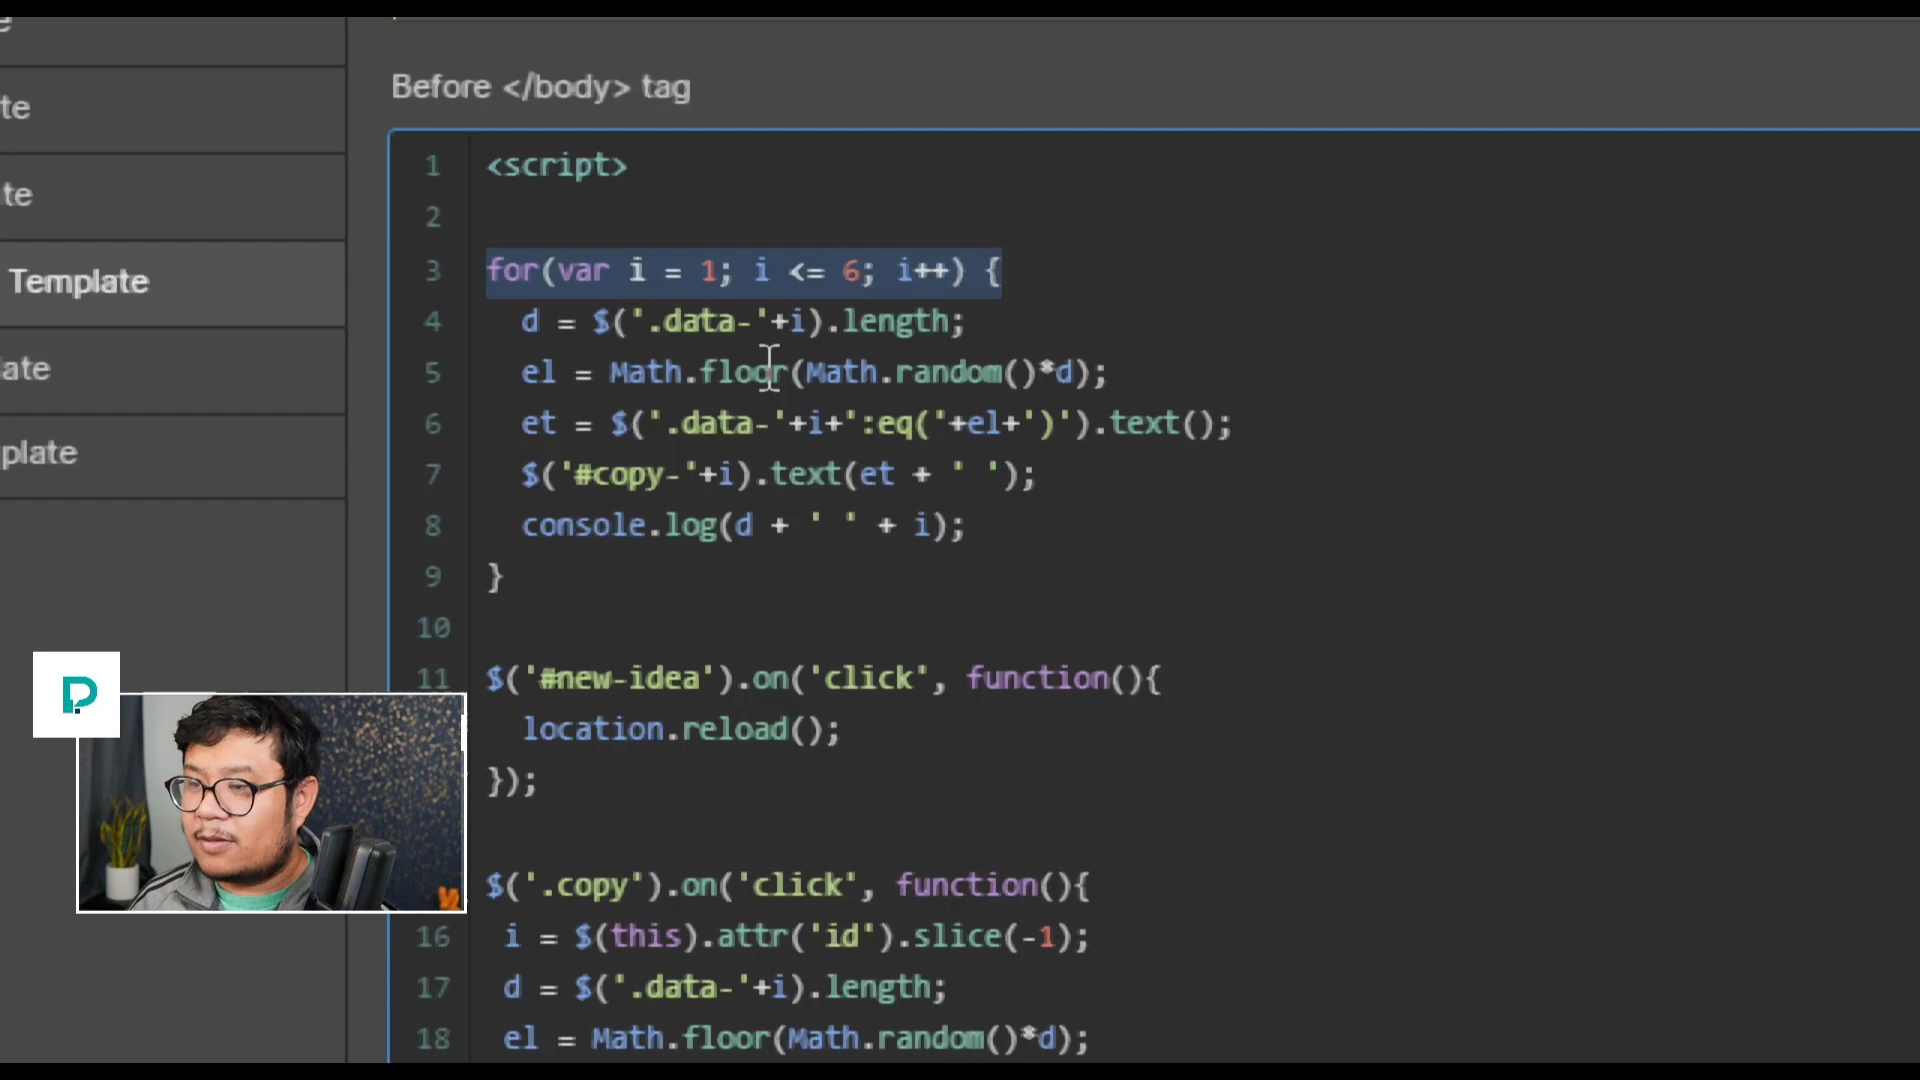 te
te
Template
ate
plate
Before </body> tag
1 <script>
2
3 for(var i = 1; i <= 6; i++) {
4 d = $('.data-'+i).length;
5 el = Math.floor(Math.random()*d);
6 et = $('.data-'+i+':eq('+el+')').text();
7 $('#copy-'+i).text(et + ' ');
8 console.log(d + ' ' + i);
9 }
10
11 $('#new-idea').on('click', function(){
location.reload();
});
$('.copy').on('click', function(){
16 i = $(this).attr('id').slice(-1);
17 d = $('.data-'+i).length;
18 el = Math.floor(Math.random()*d);